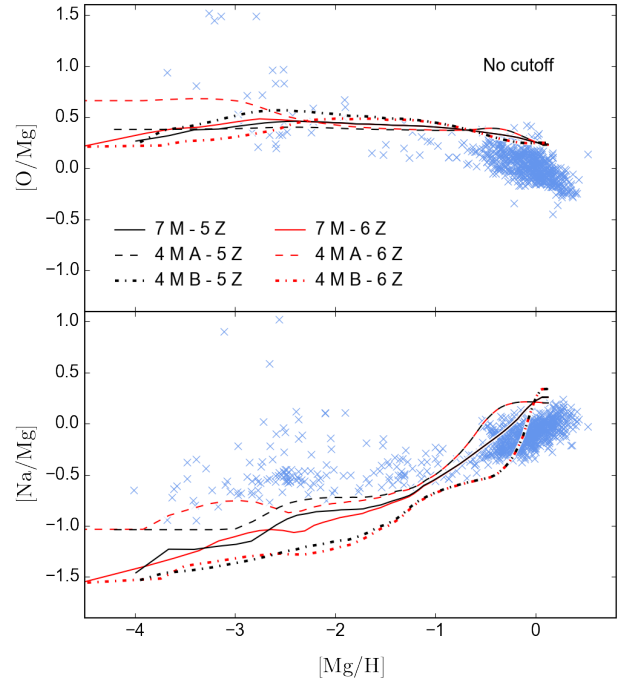 1.5
1.0
0.5
0.0
−0.5
−1.0
[O/Mg]
No cutoff
7 M - 5 Z
7 M - 6 Z
4 M A - 5 Z
4 M A - 6 Z
4 M B - 5 Z
4 M B - 6 Z
1.0
0.5
0.0
−0.5
−1.0
−1.5
[Na/Mg]
−4 −3 −2 −1 0
[Mg/H]